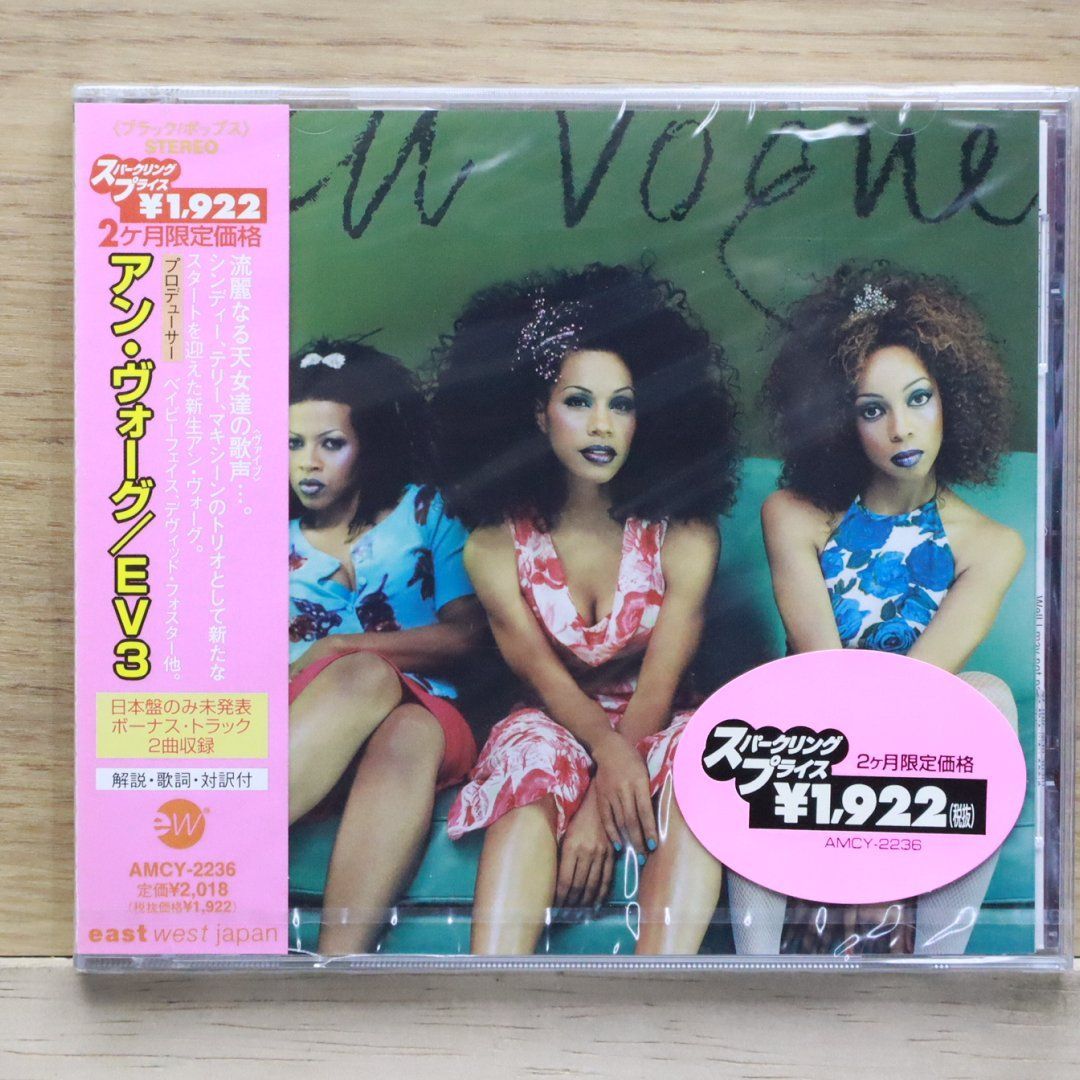 〈ブラック/ポップス〉
STEREO
スパークリング
プライス
¥1,922
2ケ月限定価格
アン・ヴォーグ/EV3
流麗なる天女達の歌声〈ヴァイブ〉…。
シンディー、テリー、マキシーンのトリオとして新たな
スタートを迎えた新生アン・ヴォーグ。
プロデューサー ベイビーフェイス、デヴィッド・フォスター他。
日本盤のみ未発表
ボーナス・トラック
2曲収録
解説・歌詞・対訳付
ew®
AMCY-2236
定価¥2,018
(税抜価格¥1,922)
east west japan
en Vogue
スパークリング
プライス
2ケ月限定価格
¥1,922(税抜)
AMCY-2236